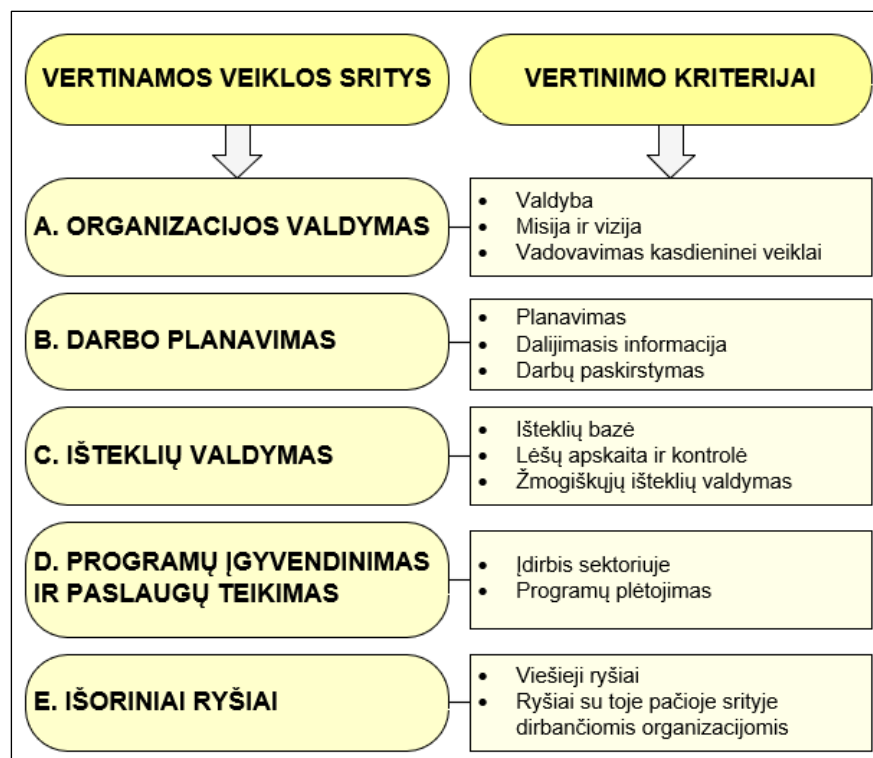 VERTINAMOS VEIKLOS SRITYS
VERTINIMO KRITERIJAI
A. ORGANIZACIJOS VALDYMAS
• Valdyba
• Misija ir vizija
• Vadovavimas kasdieninei veiklai
B. DARBO PLANAVIMAS
• Planavimas
• Dalijimasis informacija
• Darbų paskirstymas
C. IŠTEKLIŲ VALDYMAS
• Išteklių bazė
• Lėšų apskaita ir kontrolė
• Žmogiškųjų išteklių valdymas
D. PROGRAMŲ ĮGYVENDINIMAS
IR PASLAUGŲ TEIKIMAS
• Įdirbis sektoriuje
• Programų plėtojimas
E. IŠORINIAI RYŠIAI
• Viešieji ryšiai
• Ryšiai su toje pačioje srityje
dirbančiomis organizacijomis